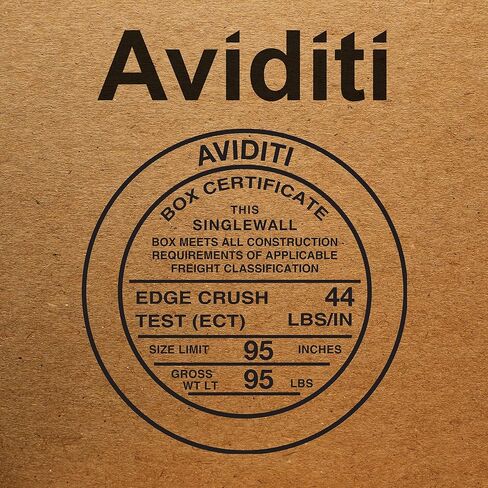 Aviditi
AVIDITI
BOX CERTIFICATE
THIS
SINGLEWALL
BOX MEETS ALL CONSTRUCTION
REQUIREMENTS OF APPLICABLE
FREIGHT CLASSIFICATION
EDGE CRUSH 44
TEST (ECT) LBS/IN
SIZE LIMIT 95 INCHES
GROSS
WT LT 95 LBS